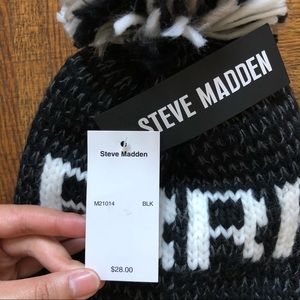 STEVE MADDEN
Steve Madden
M21014 BLK
$28.00